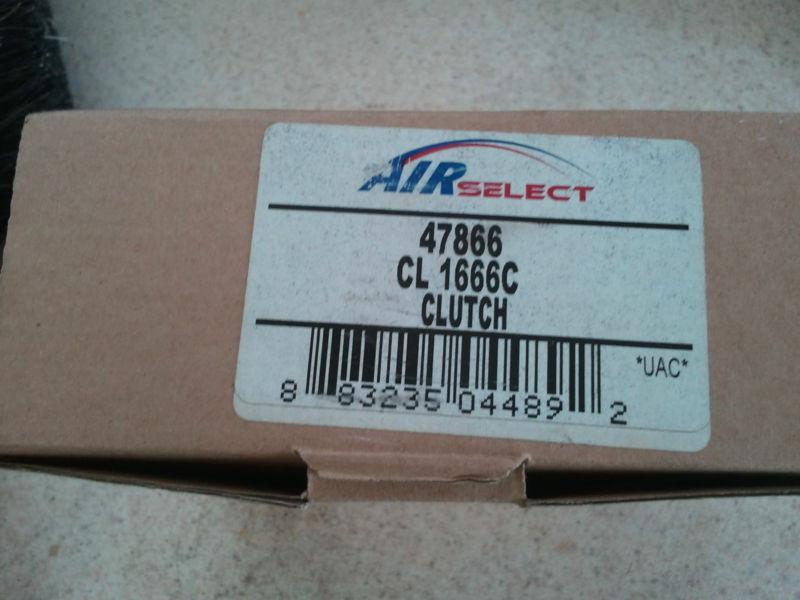 AIR SELECT
47866
CL 1666C
CLUTCH
*UAC*
8 83235 04489 2